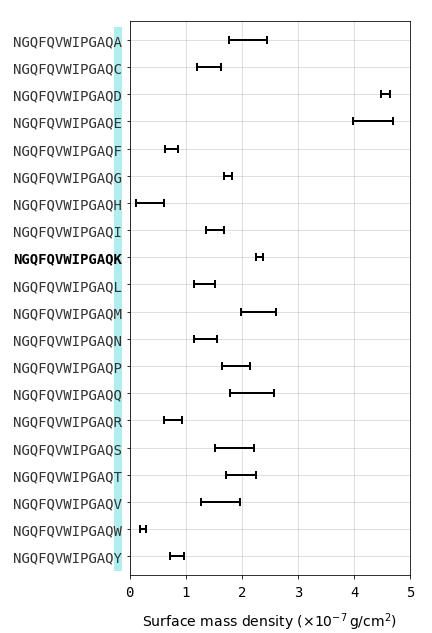 NGQFQVWIPGAQA
NGQFQVWIPGAQC
NGQFQVWIPGAQD
NGQFQVWIPGAQE
NGQFQVWIPGAQF
NGQFQVWIPGAQG
NGQFQVWIPGAQH
NGQFQVWIPGAQI
NGQFQVWIPGAQK
NGQFQVWIPGAQL
NGQFQVWIPGAQM
NGQFQVWIPGAQN
NGQFQVWIPGAQP
NGQFQVWIPGAQQ
NGQFQVWIPGAQR
NGQFQVWIPGAQS
NGQFQVWIPGAQT
NGQFQVWIPGAQV
NGQFQVWIPGAQW
NGQFQVWIPGAQY
0 1 2 3 4 5
Surface mass density (×10⁻⁷ g/cm²)